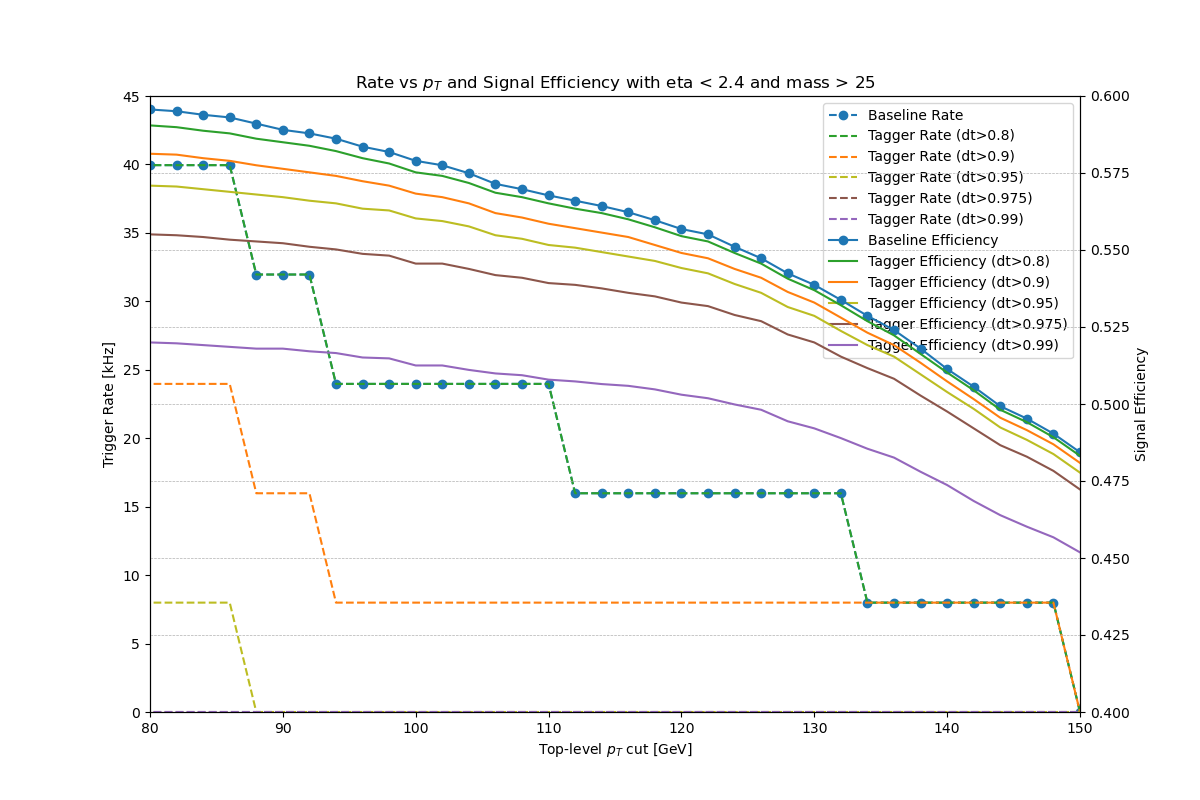 Rate vs pT and Signal Efficiency with eta < 2.4 and mass > 25
45
40
35
30
25
20
15
10
5
0
Trigger Rate [kHz]
Baseline Rate
Tagger Rate (dt>0.8)
Tagger Rate (dt>0.9)
Tagger Rate (dt>0.95)
Tagger Rate (dt>0.975)
Tagger Rate (dt>0.99)
Baseline Efficiency
Tagger Efficiency (dt>0.8)
Tagger Efficiency (dt>0.9)
Tagger Efficiency (dt>0.95)
Tagger Efficiency (dt>0.975)
Tagger Efficiency (dt>0.99)
0.600
0.575
0.550
0.525
0.500
0.475
0.450
0.425
0.400
Signal Efficiency
80 90 100 110 120 130 140 150
Top-level pT cut [GeV]